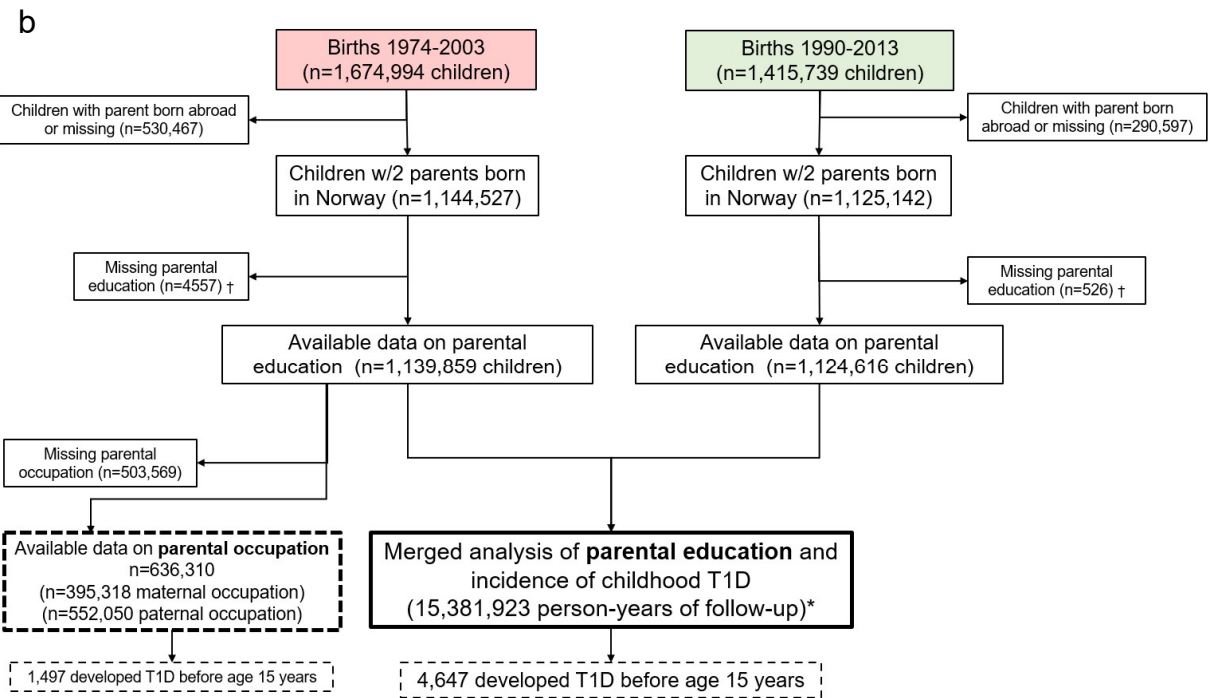 b
Births 1974-2003
(n=1,674,994 children)
Births 1990-2013
(n=1,415,739 children)
Children with parent born abroad
or missing (n=530,467)
Children with parent born
abroad or missing (n=290,597)
Children w/2 parents born
in Norway (n=1,144,527)
Children w/2 parents born
in Norway (n=1,125,142)
Missing parental
education (n=4557) †
Missing parental
education (n=526) †
Available data on parental
education (n=1,139,859 children)
Available data on parental
education (n=1,124,616 children)
Missing parental
occupation (n=503,569)
Available data on parental occupation
n=636,310
(n=395,318 maternal occupation)
(n=552,050 paternal occupation)
Merged analysis of parental education and
incidence of childhood T1D
(15,381,923 person-years of follow-up)*
1,497 developed T1D before age 15 years
4,647 developed T1D before age 15 years